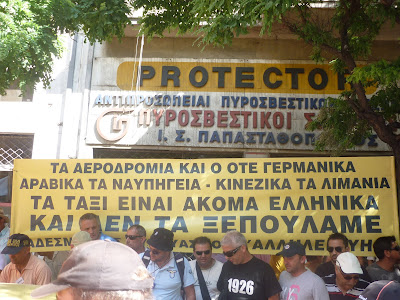 PROTECTOR
ΑΝΤΙΠΡΟΣΩΠΕΙΑΙ ΠΥΡΟΣΒΕΣΤΙΚΩΝ
ΠΥΡΟΣΒΕΣΤΙΚΟΙ
Ι. Σ. ΠΑΠΑΣΤΑΘΟΠΟΥΛΟΣ
ΤΑ ΑΕΡΟΔΡΟΜΙΑ ΚΑΙ Ο ΟΤΕ ΓΕΡΜΑΝΙΚΑ
ΑΡΑΒΙΚΑ ΤΑ ΝΑΥΠΗΓΕΙΑ - ΚΙΝΕΖΙΚΑ ΤΑ ΛΙΜΑΝΙΑ
ΤΑ ΤΑΞΙ ΕΙΝΑΙ ΑΚΟΜΑ ΕΛΛΗΝΙΚΑ
ΚΑΙ ΔΕΝ ΤΑ ΞΕΠΟΥΛΑΜΕ
1926